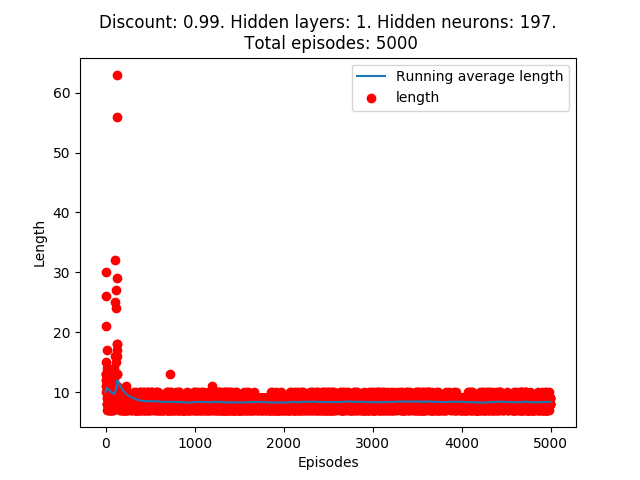 Discount: 0.99. Hidden layers: 1. Hidden neurons: 197.
Total episodes: 5000
Running average length
length
60
50
40
30
20
10
Length
0
1000
2000
3000
4000
5000
Episodes